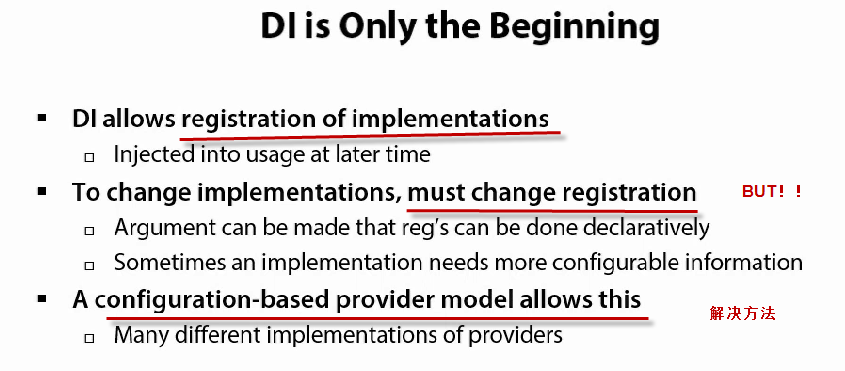 DI is Only the Beginning
DI allows registration of implementations
Injected into usage at later time
To change implementations, must change registration BUT！！
Argument can be made that reg's can be done declaratively
Sometimes an implementation needs more configurable information
A configuration-based provider model allows this
解决方法
Many different implementations of providers